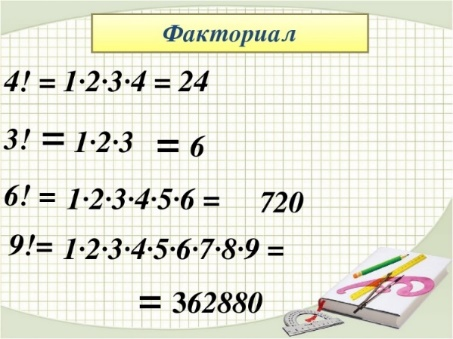 Факториал
4! = 1·2·3·4 = 24
3! = 1·2·3 = 6
6! = 1·2·3·4·5·6 = 720
9!= 1·2·3·4·5·6·7·8·9 =
= 362880